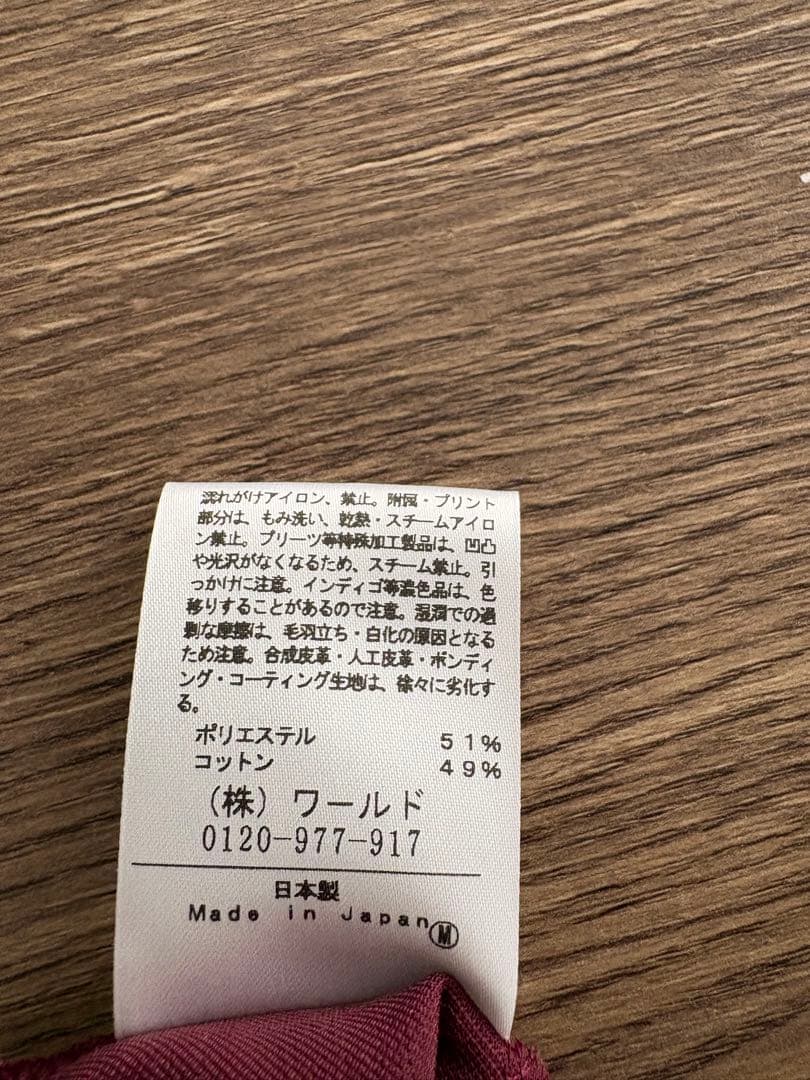 濡れがけアイロン、禁止。附属・プリント
部分は、もみ洗い、乾熱・スチームアイロ
ン禁止。プリーツ等特殊加工製品は、凹凸
や光沢がなくなるため、スチーム禁止。引
っかけに注意。インディゴ等濃色品は、色
移りすることがあるので注意。湿潤での過
剰な摩擦は、毛羽立ち・白化の原因となる
ため注意。合成皮革・人工皮革・ボンディ
ング・コーティング生地は、徐々に劣化す
る。
ポリエステル 51%
コットン 49%
(株)ワールド
0120-977-917
日本製
Made in Japan Ⓜ